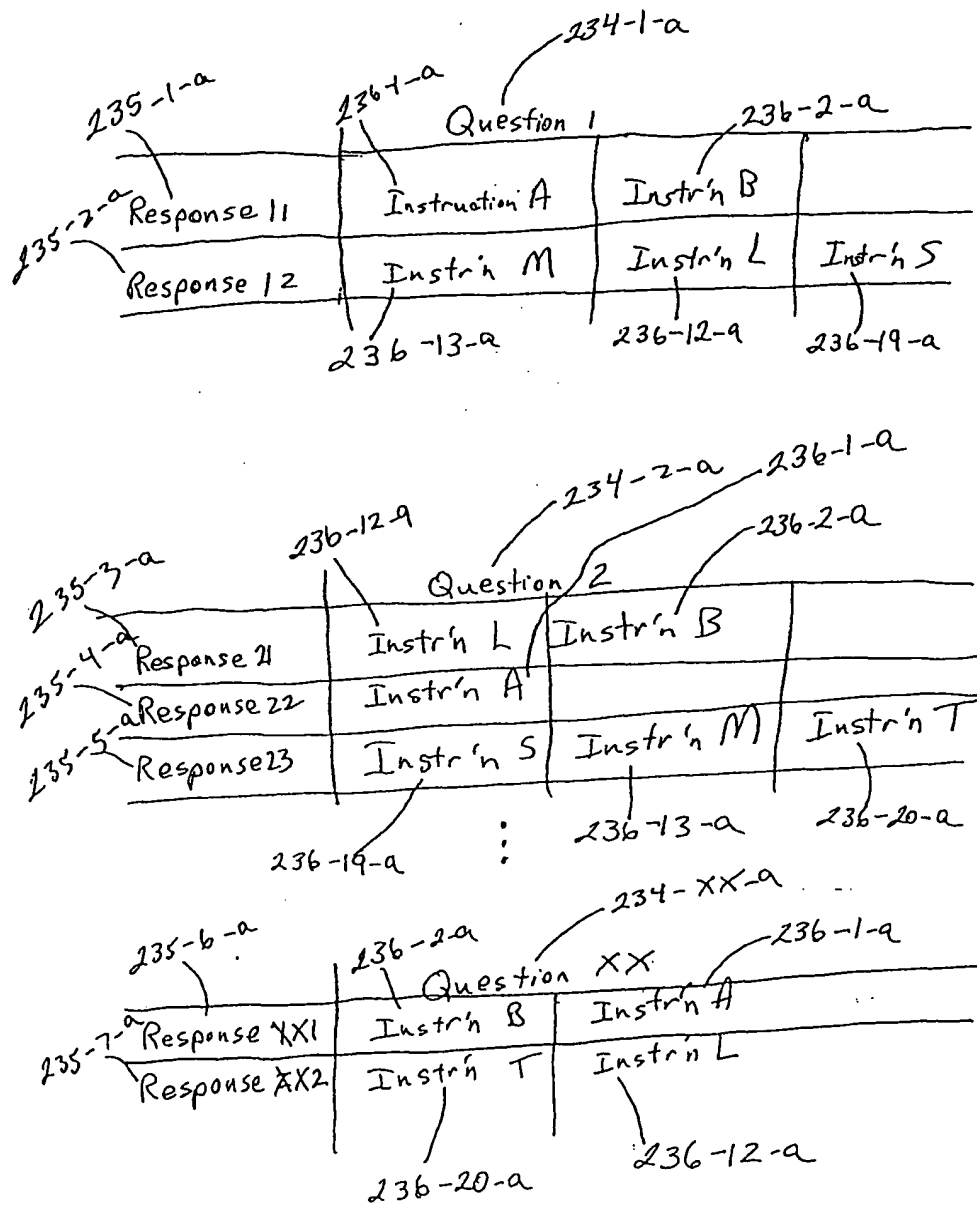 234-1-a
235-1-a
236-1-a
Question 1
236-2-a
235-2-a
Response 11 Instruction A Instr'n B
Response 12 Instr'n M Instr'n L Instr'n S
236-13-a 236-12-a 236-19-a
234-2-a
236-1-a
236-12-a
236-2-a
235-3-a
Question 2
235-4-a
Response 21 Instr'n L Instr'n B
Response 22 Instr'n A
235-5-a
Response 23 Instr'n S Instr'n M Instr'n T
236-19-a 236-13-a 236-20-a
234-XX-a
235-6-a 236-2-a
236-1-a
Question XX
Response XX1 Instr'n B Instr'n A
235-7-a
Response XX2 Instr'n T Instr'n L
236-20-a 236-12-a